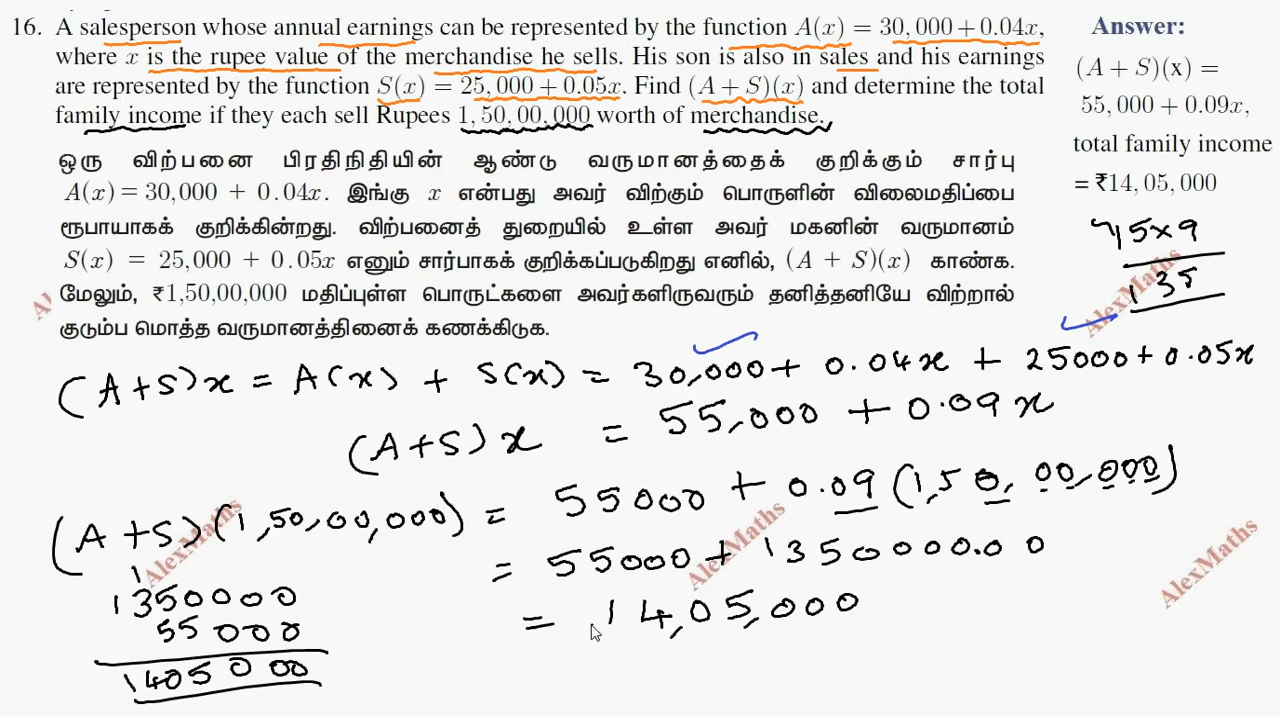 16. A salesperson whose annual earnings can be represented by the function A(x) = 30,000 + 0.04x,
where x is the rupee value of the merchandise he sells. His son is also in sales and his earnings
are represented by the function S(x) = 25,000 + 0.05x. Find (A + S)(x) and determine the total
family income if they each sell Rupees 1,50,00,000 worth of merchandise.
ஒரு விற்பனை பிரதிநிதியின் ஆண்டு வருமானத்தைக் குறிக்கும் சார்பு
A(x) = 30,000 + 0.04x. இங்கு x என்பது அவர் விற்கும் பொருளின் விலைமதிப்பை
ரூபாயாகக் குறிக்கின்றது. விற்பனைத் துறையில் உள்ள அவர் மகனின் வருமானம்
S(x) = 25,000 + 0.05x எனும் சார்பாகக் குறிக்கப்படுகிறது எனில், (A + S)(x) காண்க.
மேலும், ₹1,50,00,000 மதிப்புள்ள பொருட்களை அவர்களிருவரும் தனித்தனியே விற்றால்
குடும்ப மொத்த வருமானத்தினைக் கணக்கிடுக.
Answer:
(A + S)(x) =
55,000 + 0.09x,
total family income
= ₹14,05,000
15×9
135
AlexMaths
(A+S)x = A(x) + S(x) = 30,000 + 0.04x + 25000 + 0.05x
(A+S)x = 55,000 + 0.09x
(A+S)(1,50,00,000) = 55000 + 0.09 (1,50,00,000)
= 55000 + 1350000.00
= 14,05,000
1
1350000
55000
1405000
AlexMaths
AlexMaths
AlexMaths